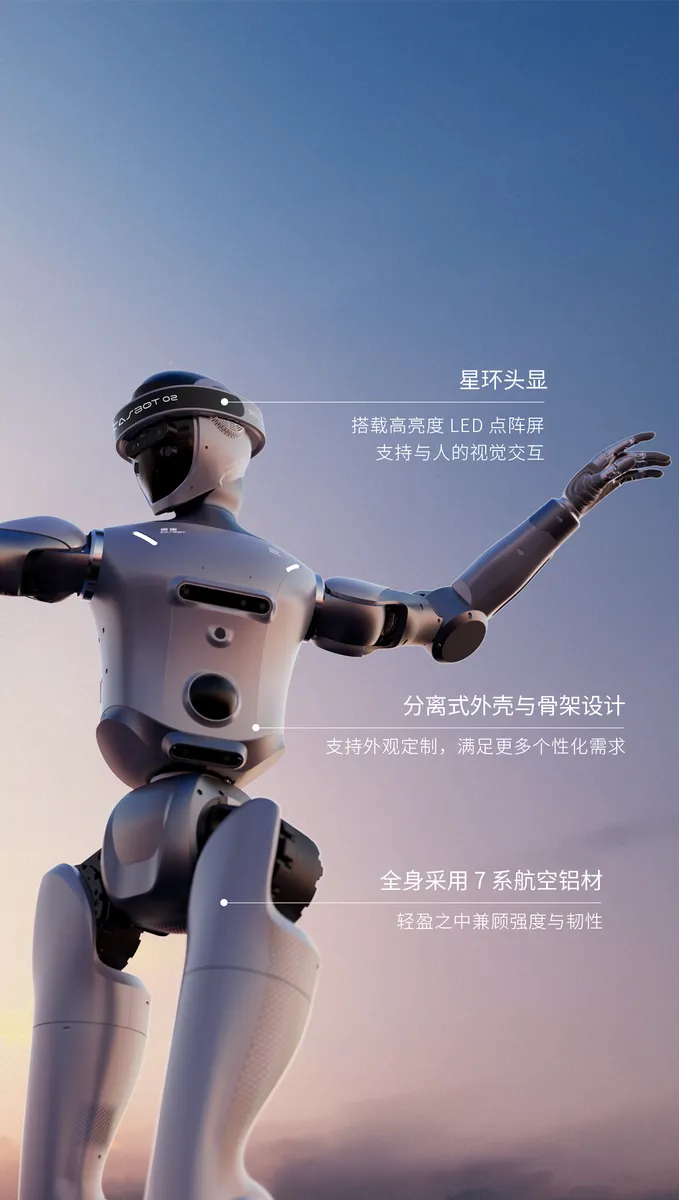 CASBOT 02
星环头显
搭载高亮度 LED 点阵屏
支持与人的视觉交互
分离式外壳与骨架设计
支持外观定制，满足更多个性化需求
全身采用 7 系航空铝材
轻盈之中兼顾强度与韧性